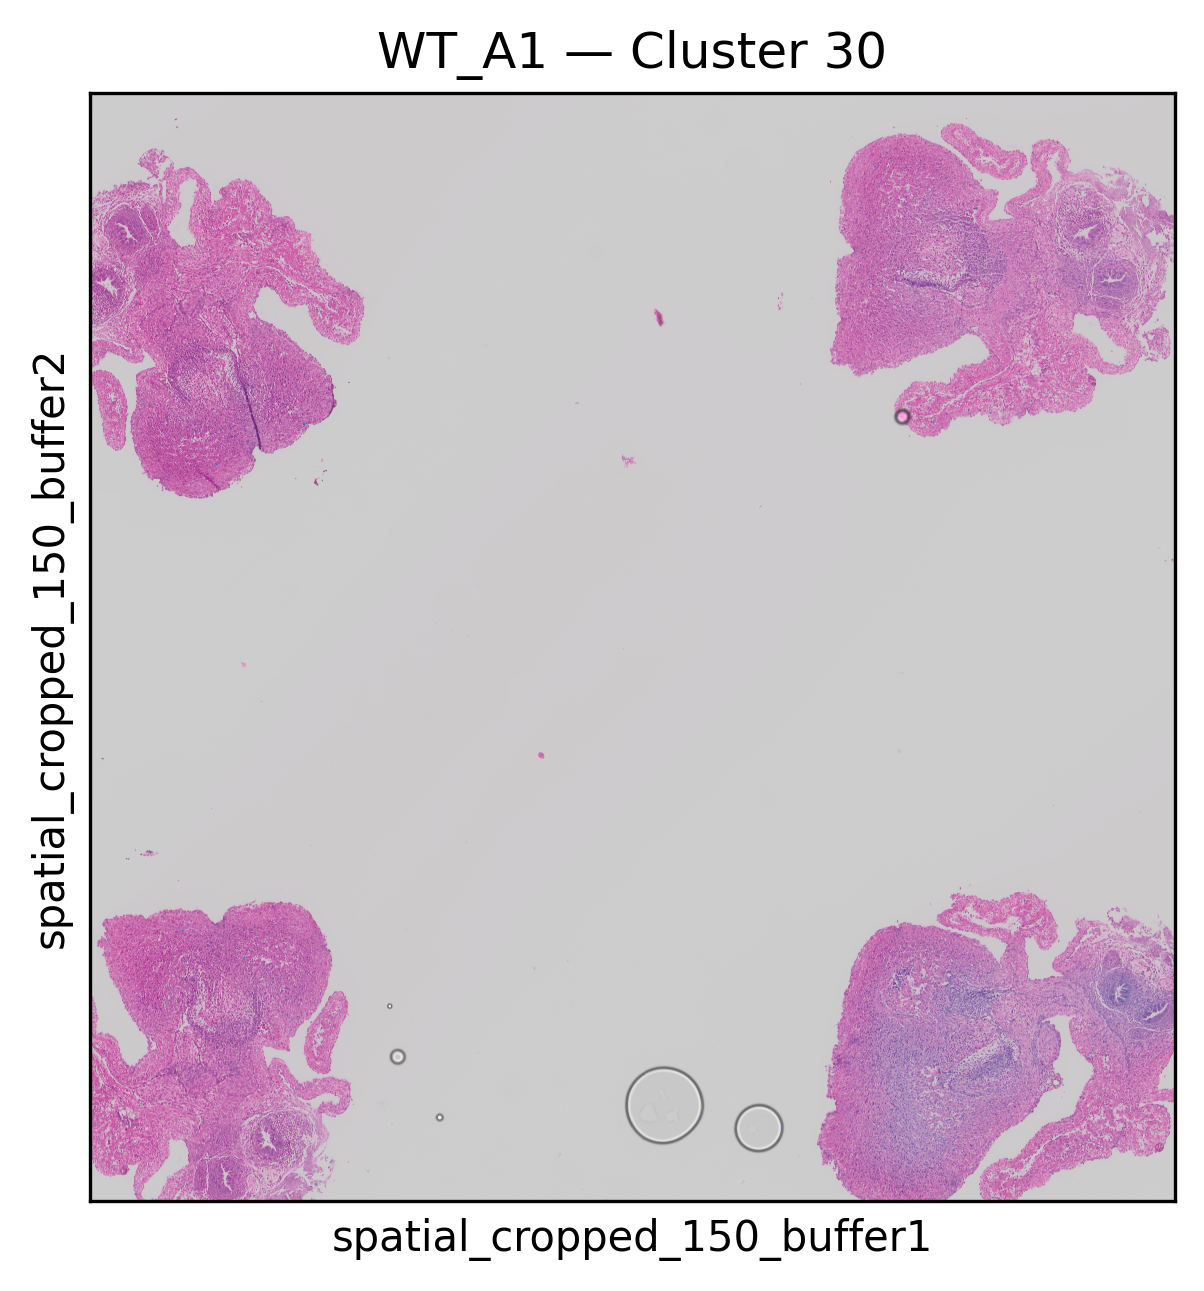 WT_A1 — Cluster 30
spatial_cropped_150_buffer2
spatial_cropped_150_buffer1